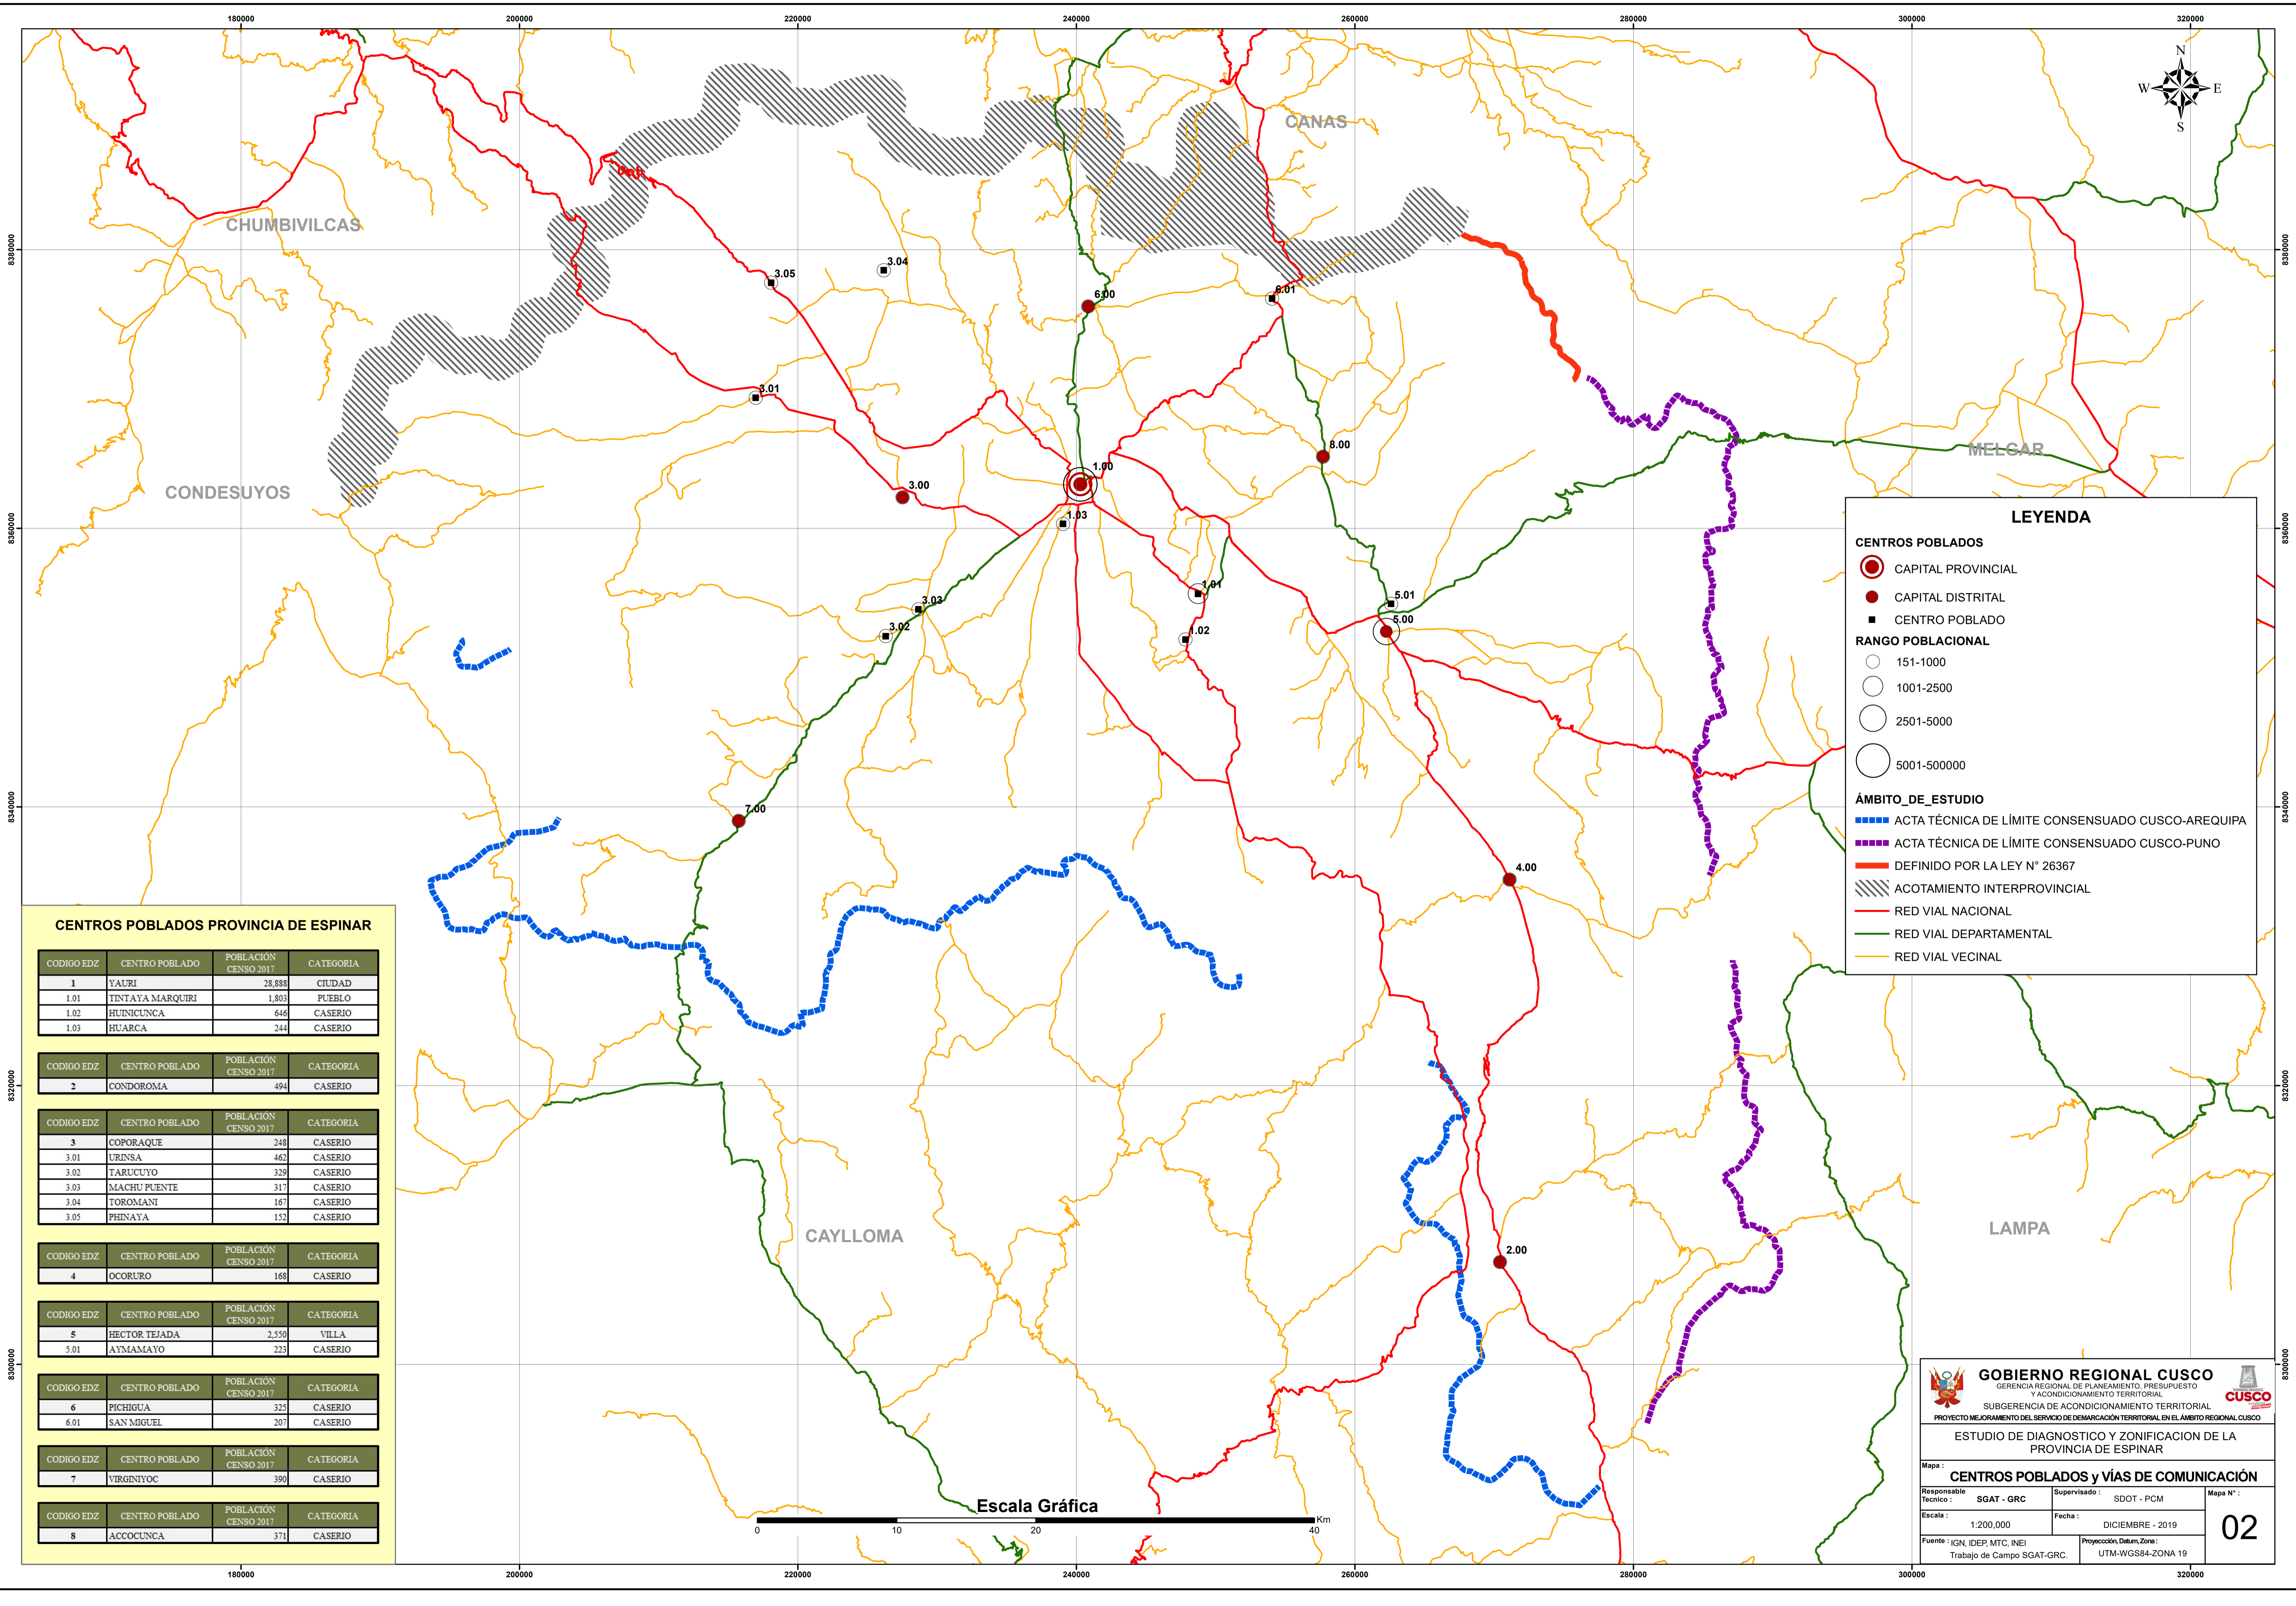 180000 200000 220000 240000 260000 280000 300000 320000
N
W E
S
CANAS
CHUMBIVILCAS
8380000 8380000
3.04
3.05
6.01
6.00
3.01
MELGAR
8.00
1.00
CONDESUYOS
3.00
1.03
8360000 8360000
1.01
5.01
3.03
5.00
3.02
1.02
7.00
8340000 8340000
4.00
8320000 8320000
CAYLLOMA
LAMPA
2.00
8300000 8300000
LEYENDA
CENTROS POBLADOS
CAPITAL PROVINCIAL
CAPITAL DISTRITAL
CENTRO POBLADO
RANGO POBLACIONAL
151-1000
1001-2500
2501-5000
5001-500000
ÁMBITO_DE_ESTUDIO
ACTA TÉCNICA DE LÍMITE CONSENSUADO CUSCO-AREQUIPA
ACTA TÉCNICA DE LÍMITE CONSENSUADO CUSCO-PUNO
DEFINIDO POR LA LEY N° 26367
ACOTAMIENTO INTERPROVINCIAL
RED VIAL NACIONAL
RED VIAL DEPARTAMENTAL
RED VIAL VECINAL
CENTROS POBLADOS PROVINCIA DE ESPINAR
CODIGO EDZ CENTRO POBLADO POBLACIÓN CENSO 2017 CATEGORIA
1 YAURI 28,888 CIUDAD
1.01 TINTAYA MARQUIRI 1,803 PUEBLO
1.02 HUINICUNCA 646 CASERIO
1.03 HUARCA 244 CASERIO
CODIGO EDZ CENTRO POBLADO POBLACIÓN CENSO 2017 CATEGORIA
2 CONDOROMA 494 CASERIO
CODIGO EDZ CENTRO POBLADO POBLACIÓN CENSO 2017 CATEGORIA
3 COPORAQUE 248 CASERIO
3.01 URINSA 462 CASERIO
3.02 TARUCUYO 329 CASERIO
3.03 MACHU PUENTE 317 CASERIO
3.04 TOROMANI 167 CASERIO
3.05 PHINAYA 152 CASERIO
CODIGO EDZ CENTRO POBLADO POBLACIÓN CENSO 2017 CATEGORIA
4 OCORURO 168 CASERIO
CODIGO EDZ CENTRO POBLADO POBLACIÓN CENSO 2017 CATEGORIA
5 HECTOR TEJADA 2,550 VILLA
5.01 AYMAMAYO 223 CASERIO
CODIGO EDZ CENTRO POBLADO POBLACIÓN CENSO 2017 CATEGORIA
6 PICHIGUA 325 CASERIO
6.01 SAN MIGUEL 207 CASERIO
CODIGO EDZ CENTRO POBLADO POBLACIÓN CENSO 2017 CATEGORIA
7 VIRGINIYOC 390 CASERIO
CODIGO EDZ CENTRO POBLADO POBLACIÓN CENSO 2017 CATEGORIA
8 ACCOCUNCA 371 CASERIO
Escala Gráfica
0 10 20 40 Km
GOBIERNO REGIONAL CUSCO
GERENCIA REGIONAL DE PLANEAMIENTO, PRESUPUESTO
Y ACONDICIONAMIENTO TERRITORIAL
SUBGERENCIA DE ACONDICIONAMIENTO TERRITORIAL
CUSCO
PROYECTO MEJORAMIENTO DEL SERVICIO DE DEMARCACIÓN TERRITORIAL EN EL ÁMBITO REGIONAL CUSCO
ESTUDIO DE DIAGNOSTICO Y ZONIFICACION DE LA
PROVINCIA DE ESPINAR
Mapa :
CENTROS POBLADOS y VÍAS DE COMUNICACIÓN
Responsable Tecnico : SGAT - GRC
Supervisado : SDOT - PCM
Mapa N° :
02
Escala : 1:200,000
Fecha : DICIEMBRE - 2019
Fuente : IGN, IDEP, MTC, INEI
Trabajo de Campo SGAT-GRC.
Proyeccción, Datum, Zona :
UTM-WGS84-ZONA 19
180000 200000 220000 240000 260000 280000 300000 320000